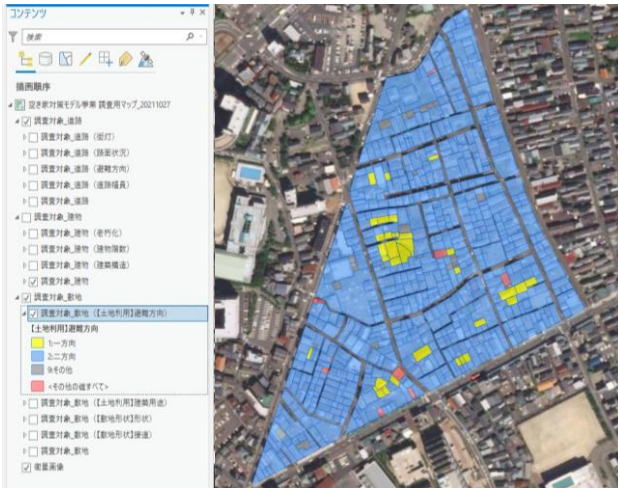 コンテンツ
検索
描画順序
空き家対策モデル事業 調査用マップ_20211027
調査対象_道路
調査対象_道路（街灯）
調査対象_道路（路面状況）
調査対象_道路（避難方向）
調査対象_道路（道路幅員）
調査対象_道路
調査対象_建物
調査対象_建物（老朽化）
調査対象_建物（建物階数）
調査対象_建物（建築構造）
調査対象_建物
調査対象_敷地
調査対象_敷地（【土地利用】避難方向）
【土地利用】避難方向
1:一方向
2:二方向
9:その他
<その他の値すべて>
調査対象_敷地（【土地利用】建築用途）
調査対象_敷地（【敷地形状】形状）
調査対象_敷地（【敷地形状】接道）
調査対象_敷地
衛星画像